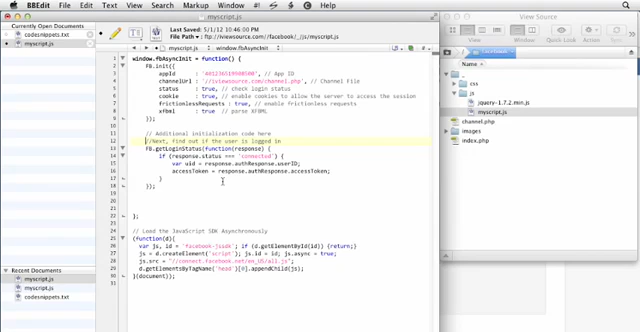 BBEdit File Edit Text View Search Markup Window Help
Currently Open Documents
codesnippets.txt
myscript.js
myscript.js
Last Saved: 5/1/12 10:46:00 PM
File Path ▾: ~/Sites/viewsource.com/facebook/__/js/myscript.js
myscript.js window.fbAsyncInit
window.fbAsyncInit = function() {
FB.init({
appId : // App ID
channelUrl : '//viewsource.com/channel.php', // Channel File
status : true, // check login status
cookie : true, // enable cookies to allow the server to access the session
frictionlessRequests : true, // enable frictionless requests
xfbml : true // parse XFBML
});
// Additional initialization code here
//Next, find out if the user is logged in
FB.getLoginStatus(function(response) {
if (response.status === 'connected') {
var uid = response.authResponse.userID;
accessToken = response.authResponse.accessToken;
}
});
};
// Load the JavaScript SDK Asynchronously
(function(d){
var js, id = 'facebook-jssdk'; if (d.getElementById(id)) {return;}
js = d.createElement('script'); js.id = id; js.async = true;
js.src = "//connect.facebook.net/en_US/all.js";
d.getElementsByTagName('head')[0].appendChild(js);
}(document));
Recent Documents
myscript.js
myscript.js
codesnippets.txt
View Source
Name
css
js
jquery-1.7.2.min.js
myscript.js
channel.php
images
index.php